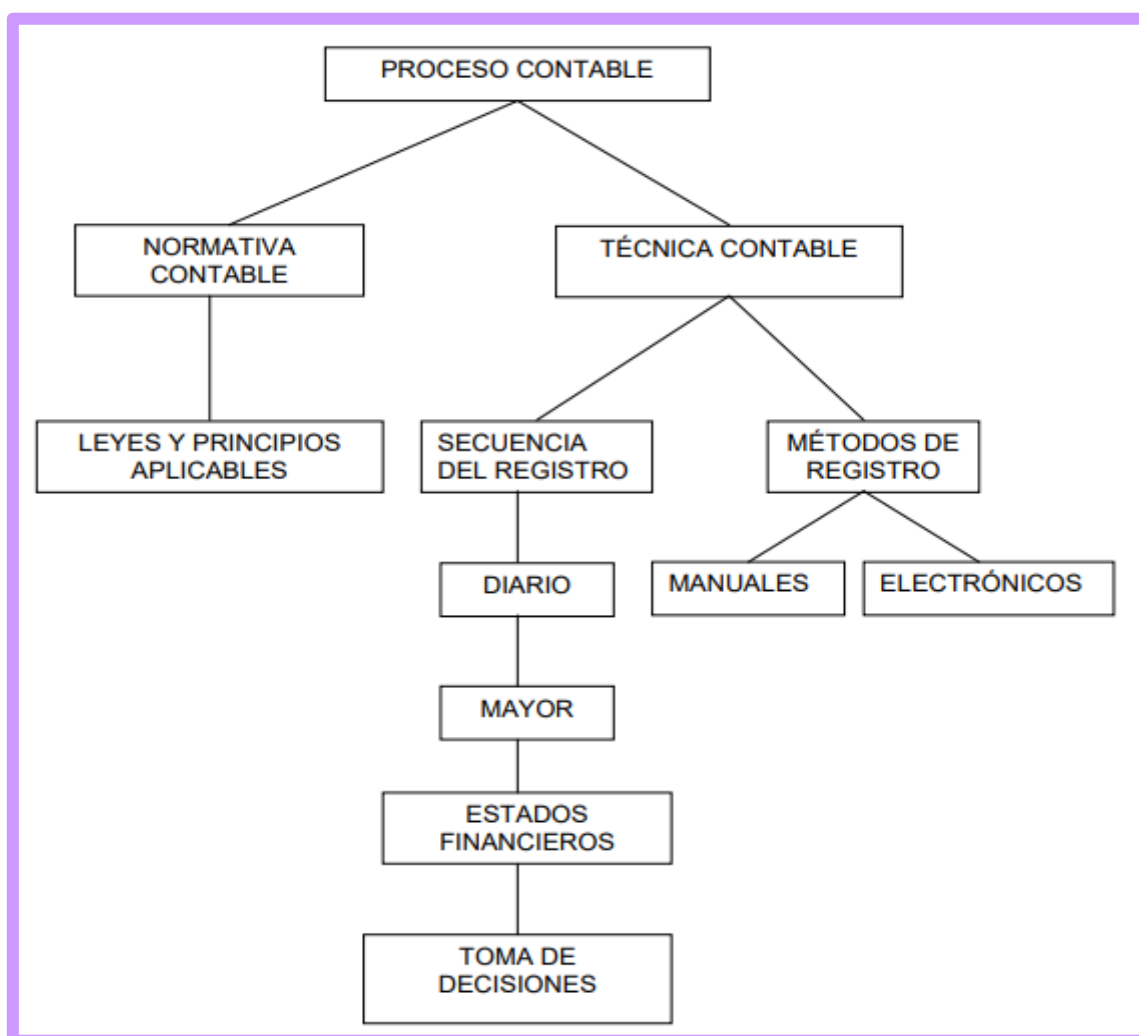 PROCESO CONTABLE
NORMATIVA
CONTABLE
TÉCNICA CONTABLE
LEYES Y PRINCIPIOS
APLICABLES
SECUENCIA
DEL REGISTRO
MÉTODOS DE
REGISTRO
DIARIO
MANUALES
ELECTRÓNICOS
MAYOR
ESTADOS
FINANCIEROS
TOMA DE
DECISIONES